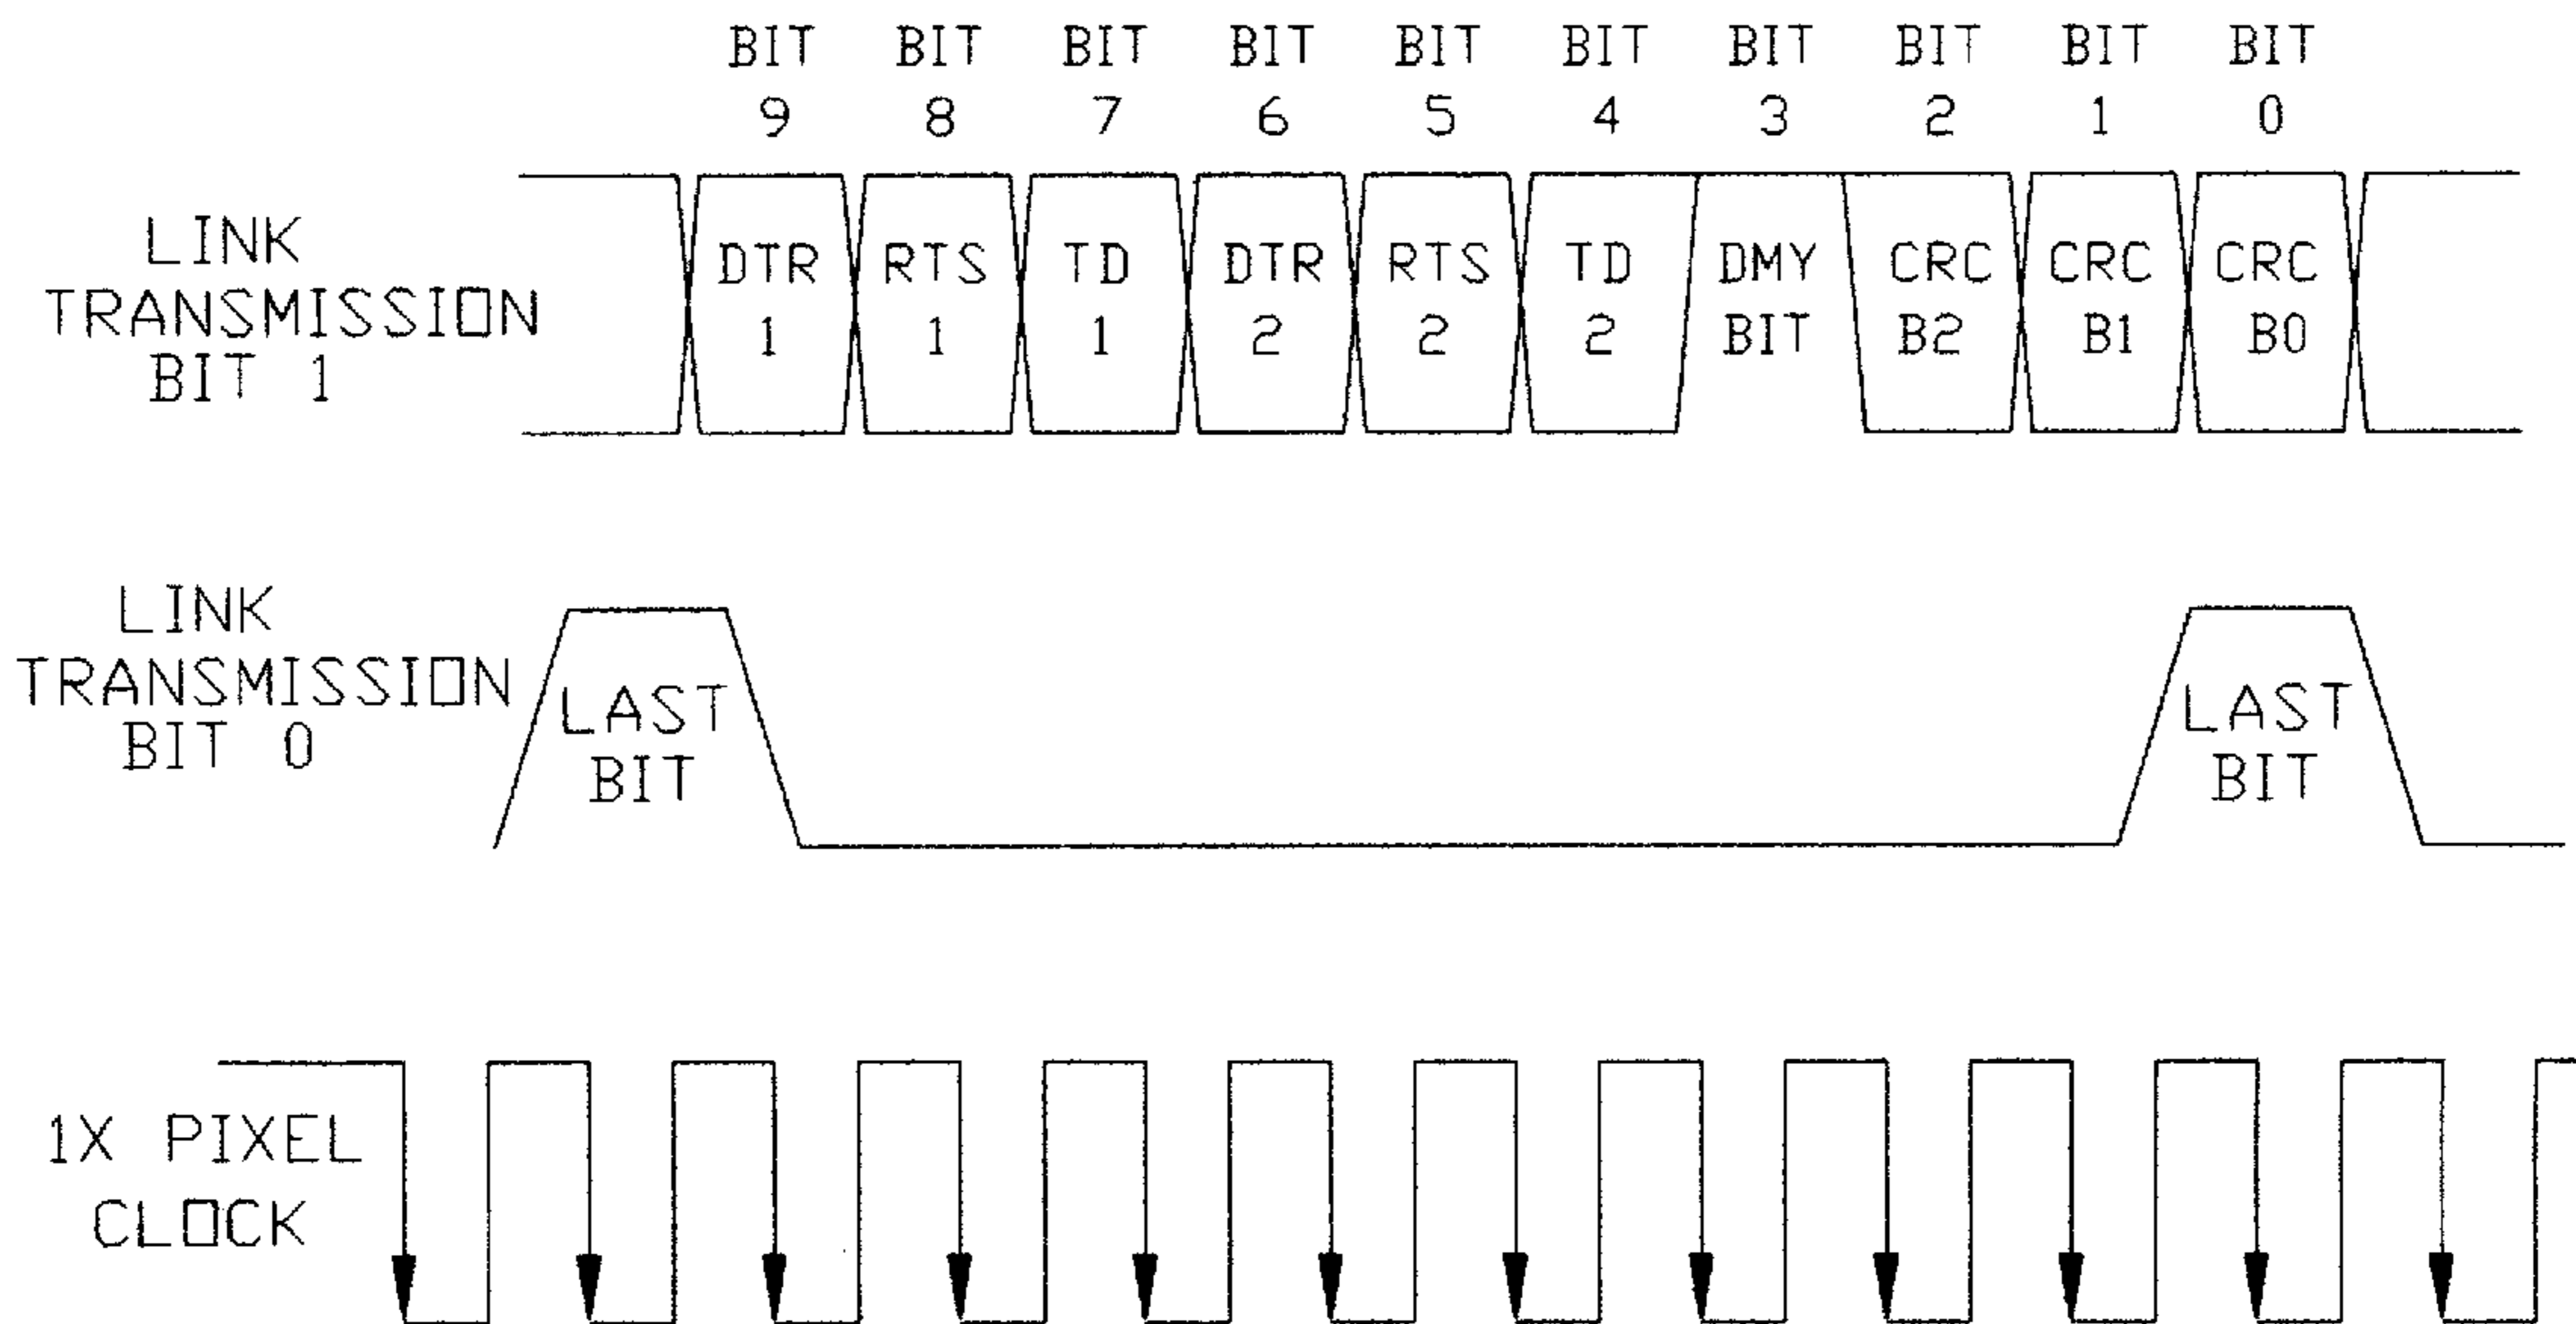 BIT BIT BIT BIT BIT BIT BIT BIT BIT BIT
9 8 7 6 5 4 3 2 1 0
LINK
TRANSMISSION
BIT 1
DTR RTS TD DTR RTS TD DMY CRC CRC CRC
1 1 1 2 2 2 BIT B2 B1 B0
LINK
TRANSMISSION
BIT 0
LAST
BIT
LAST
BIT
1X PIXEL
CLOCK